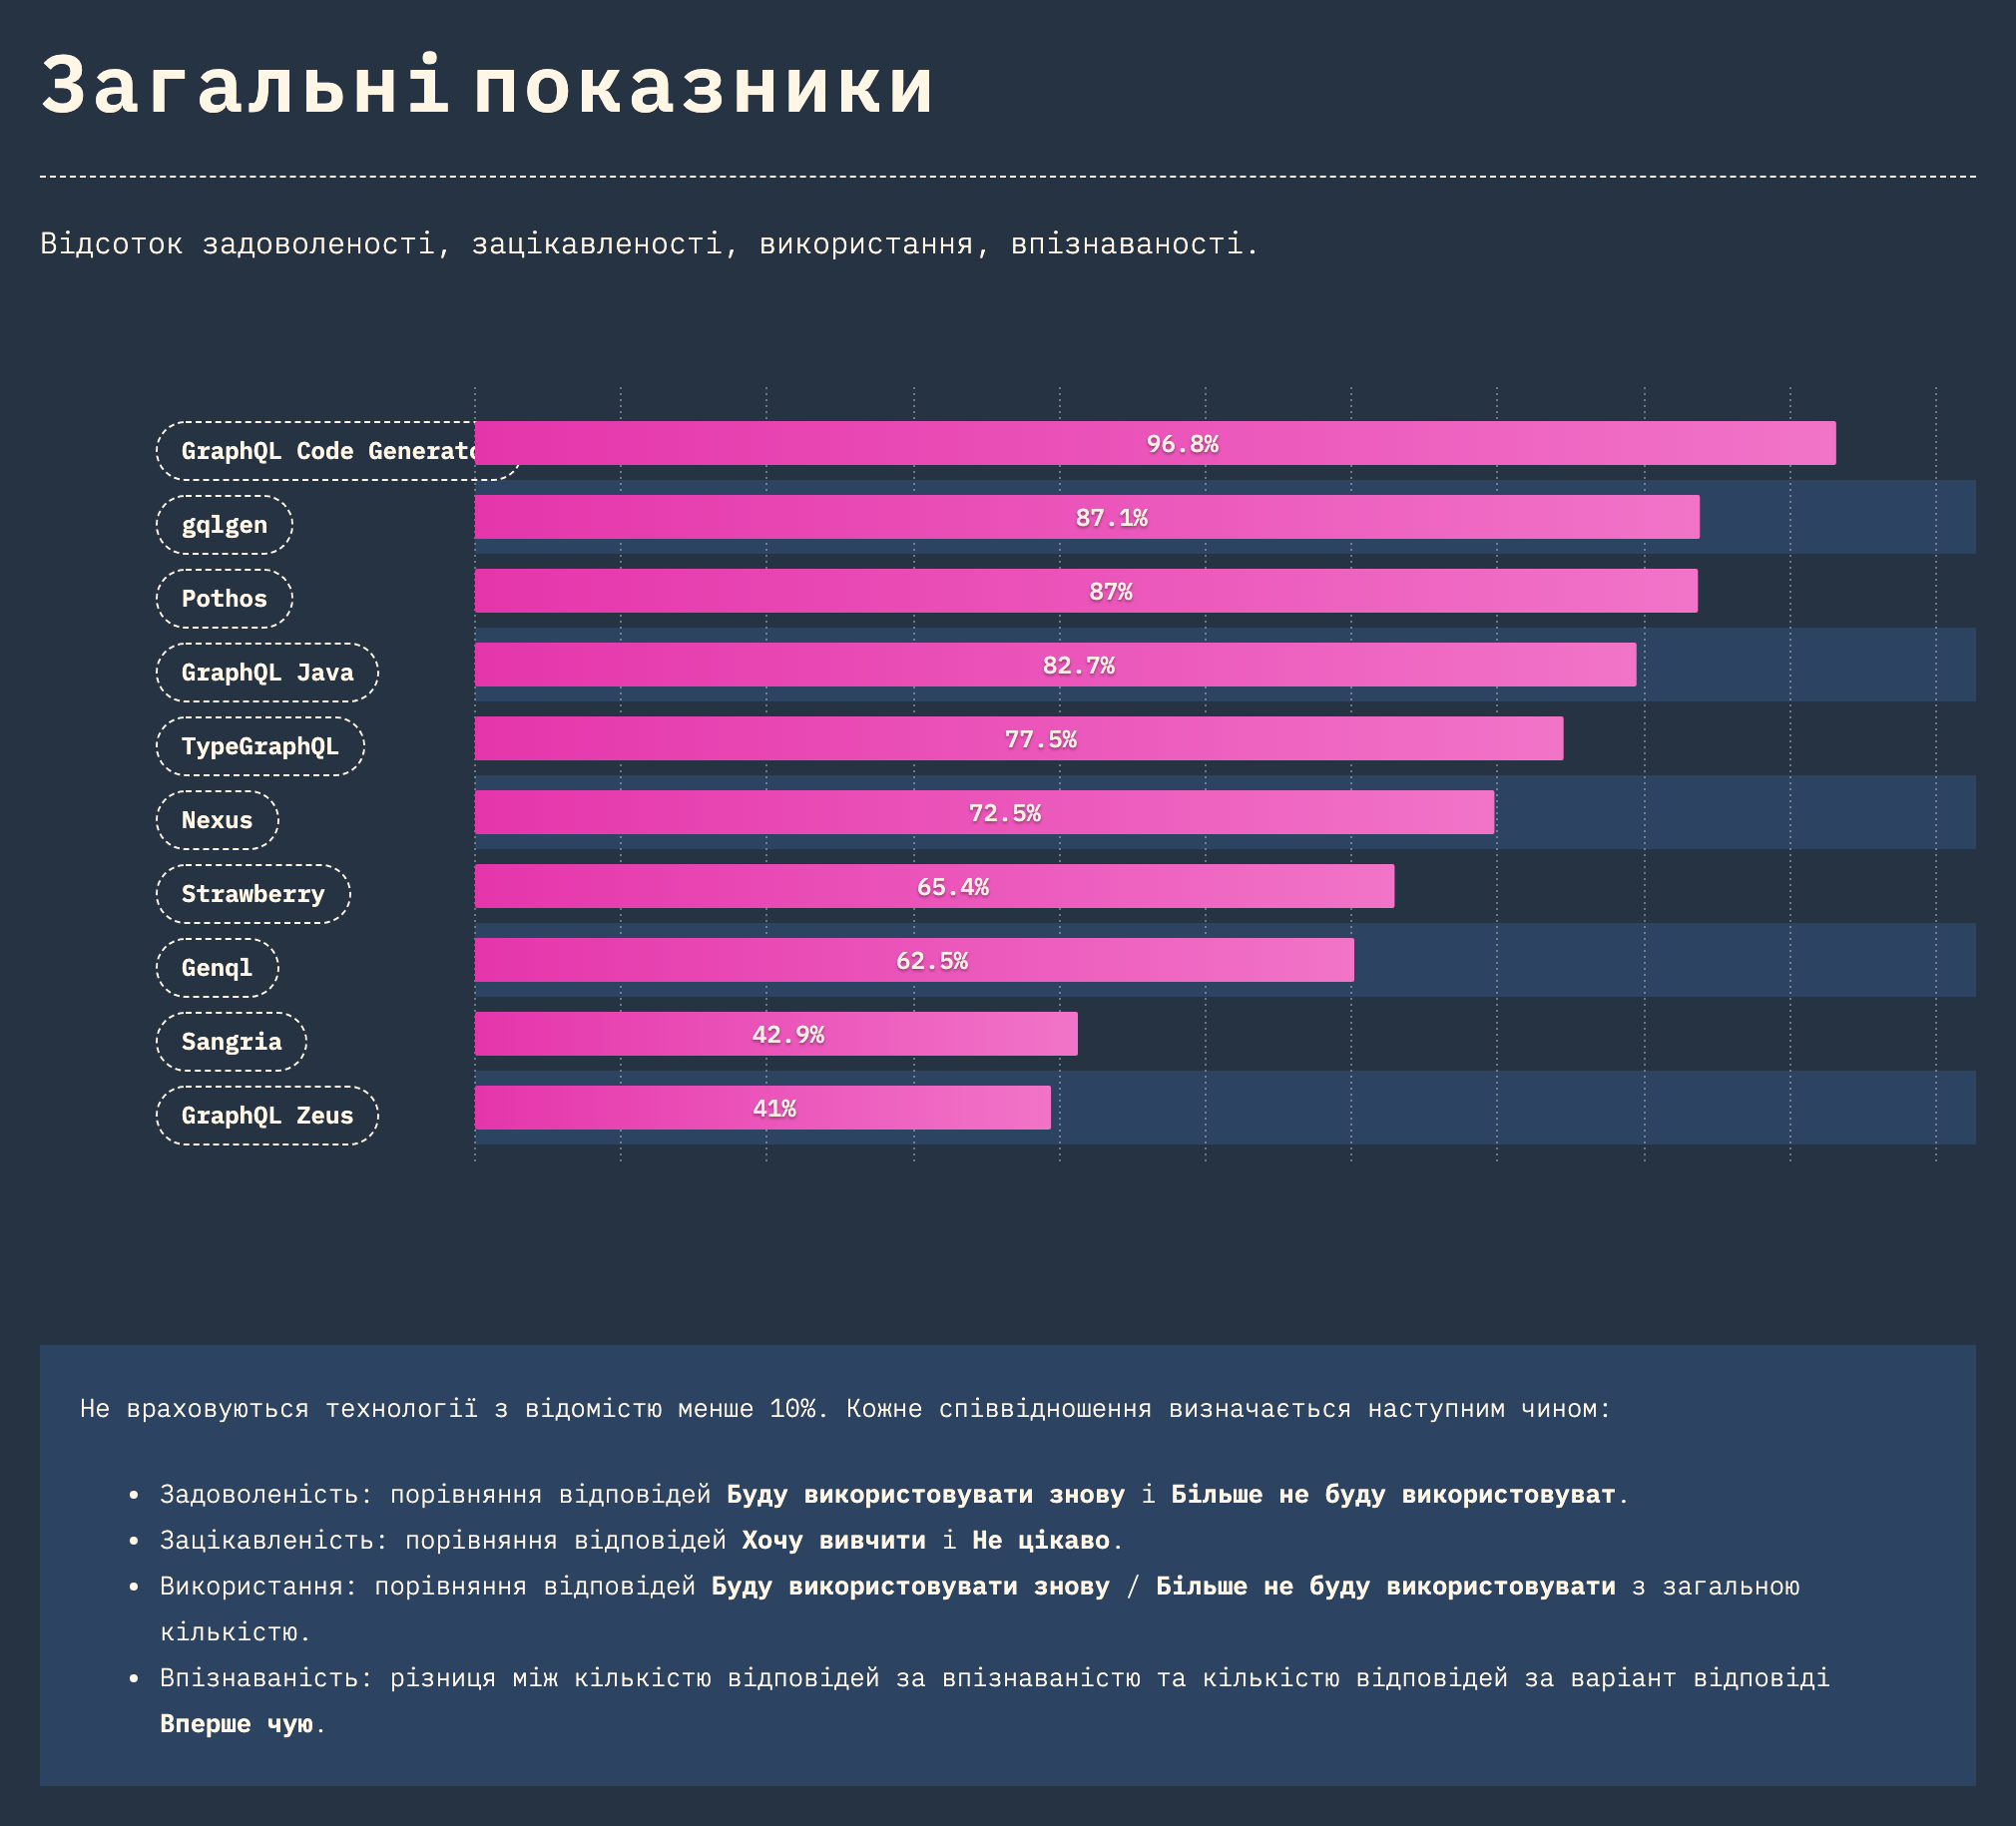 Загальні показники
Відсоток задоволеності, зацікавленості, використання, впізнаваності.
GraphQL Code Generato 96.8%
gqlgen 87.1%
Pothos 87%
GraphQL Java 82.7%
TypeGraphQL 77.5%
Nexus 72.5%
Strawberry 65.4%
Genql 62.5%
Sangria 42.9%
GraphQL Zeus 41%
Не враховуються технології з відомістю менше 10%. Кожне співвідношення визначається наступним чином:
• Задоволеність: порівняння відповідей Буду використовувати знову і Більше не буду використовуват.
• Зацікавленість: порівняння відповідей Хочу вивчити і Не цікаво.
• Використання: порівняння відповідей Буду використовувати знову / Більше не буду використовувати з загальною
кількістю.
• Впізнаваність: різниця між кількістю відповідей за впізнаваністю та кількістю відповідей за варіант відповіді
Вперше чую.